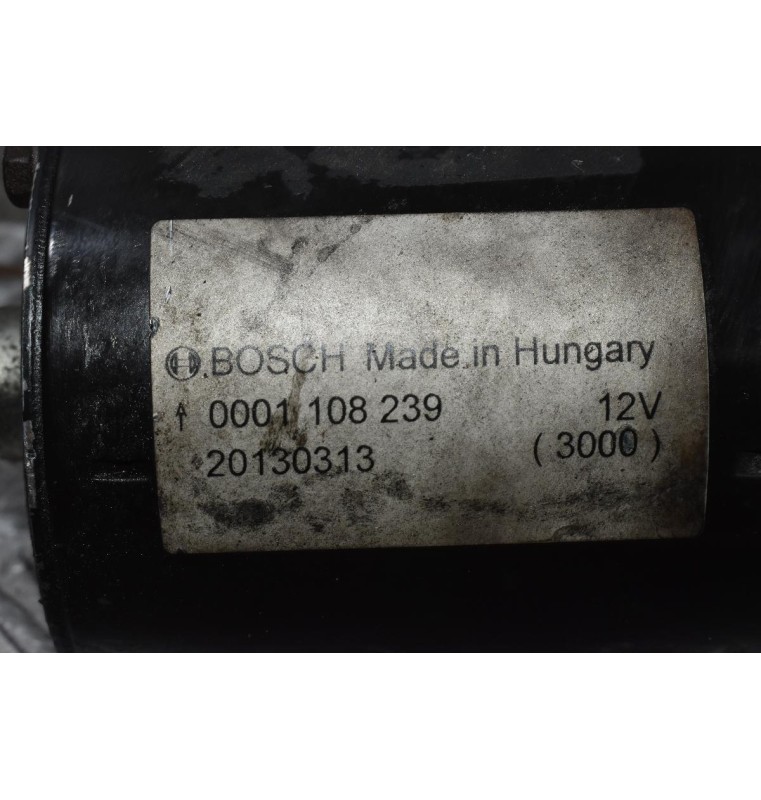 BOSCH Made in Hungary
0001 108 239 12V
20130313 (3000)